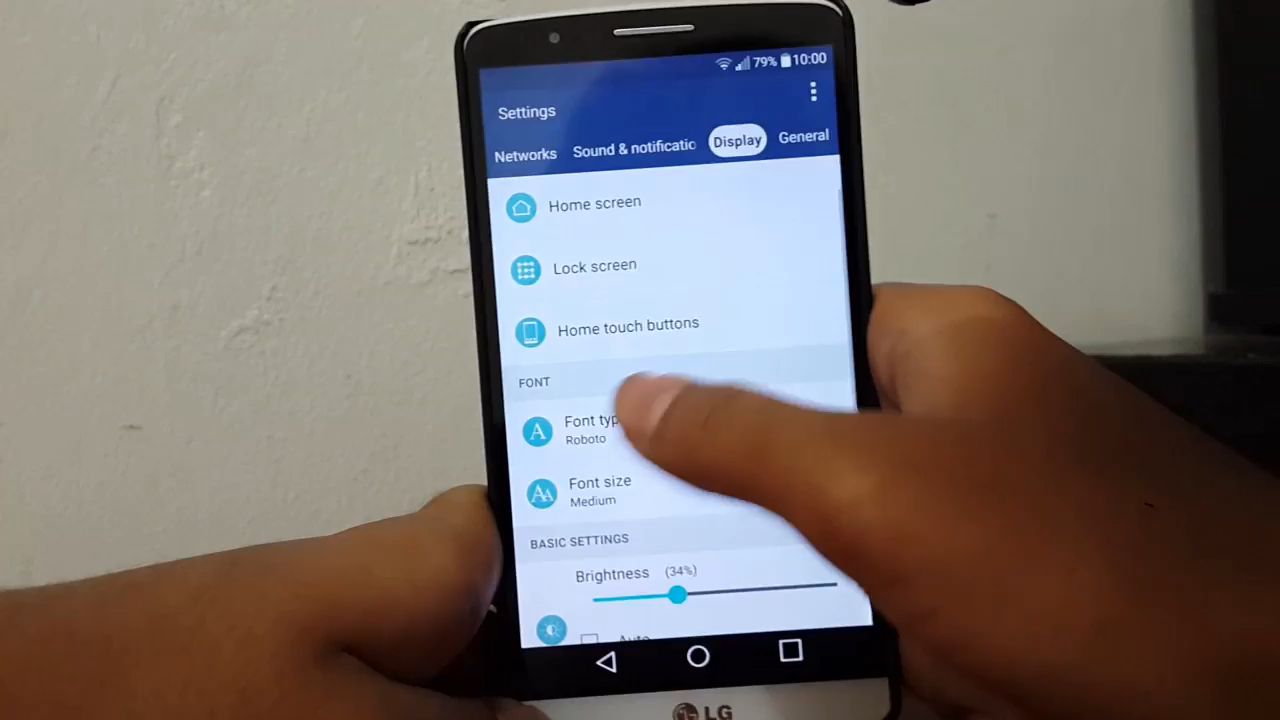 79% 10:00
Settings
Networks Sound & notificatio Display General
Home screen
Lock screen
Home touch buttons
FONT
Font typ
Roboto
Font size
Medium
BASIC SETTINGS
Brightness (34%)
Auto
LG